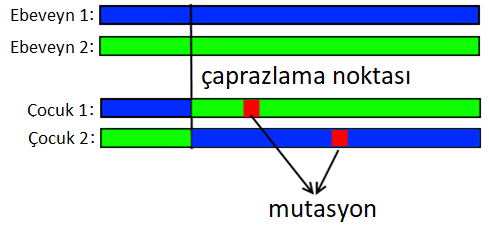 Ebeveyn 1:
Ebeveyn 2:
çaprazlama noktası
Çocuk 1:
Çocuk 2:
mutasyon